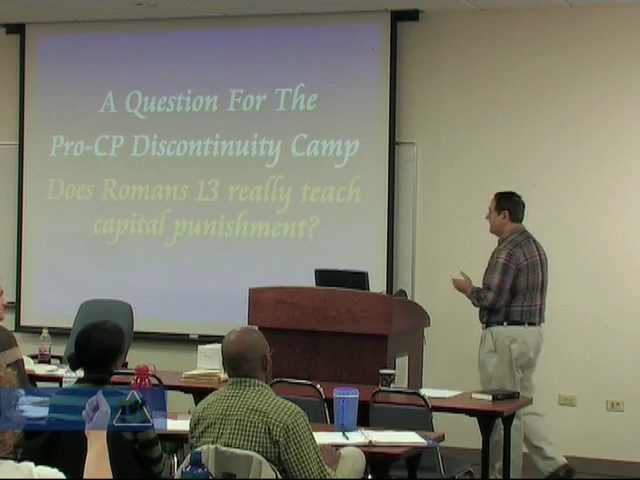 A Question For The
Pro-CP Discontinuity Camp
Does Romans 13 really teach
capital punishment?